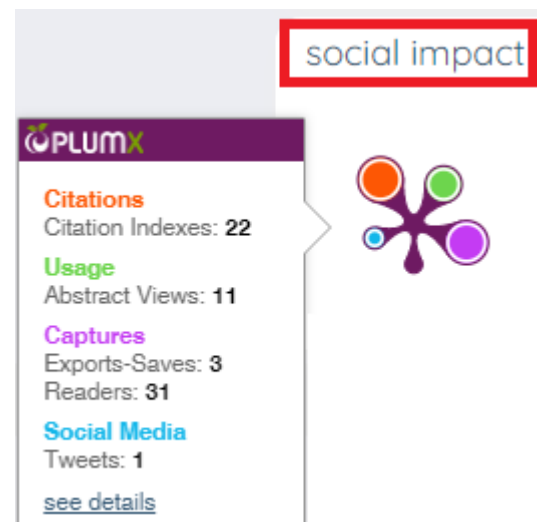 social impact
PLUMX
Citations
Citation Indexes: 22
Usage
Abstract Views: 11
Captures
Exports-Saves: 3
Readers: 31
Social Media
Tweets: 1
see details